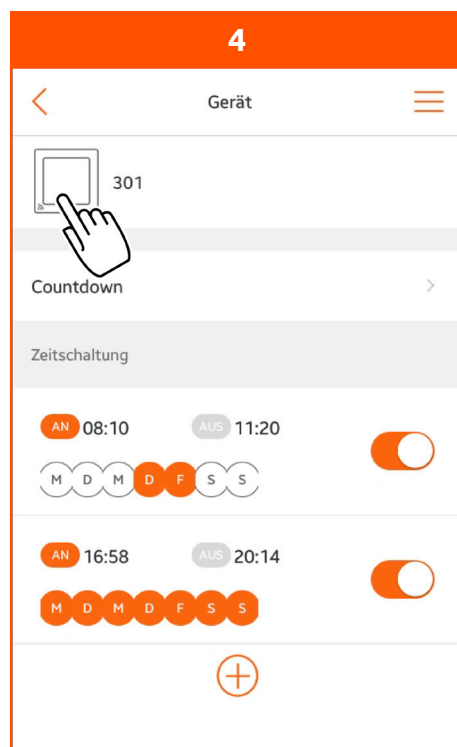 4
Gerät
301
Countdown
Zeitschaltung
AN 08:10 AUS 11:20
M D M D F S S
AN 16:58 AUS 20:14
M D M D F S S